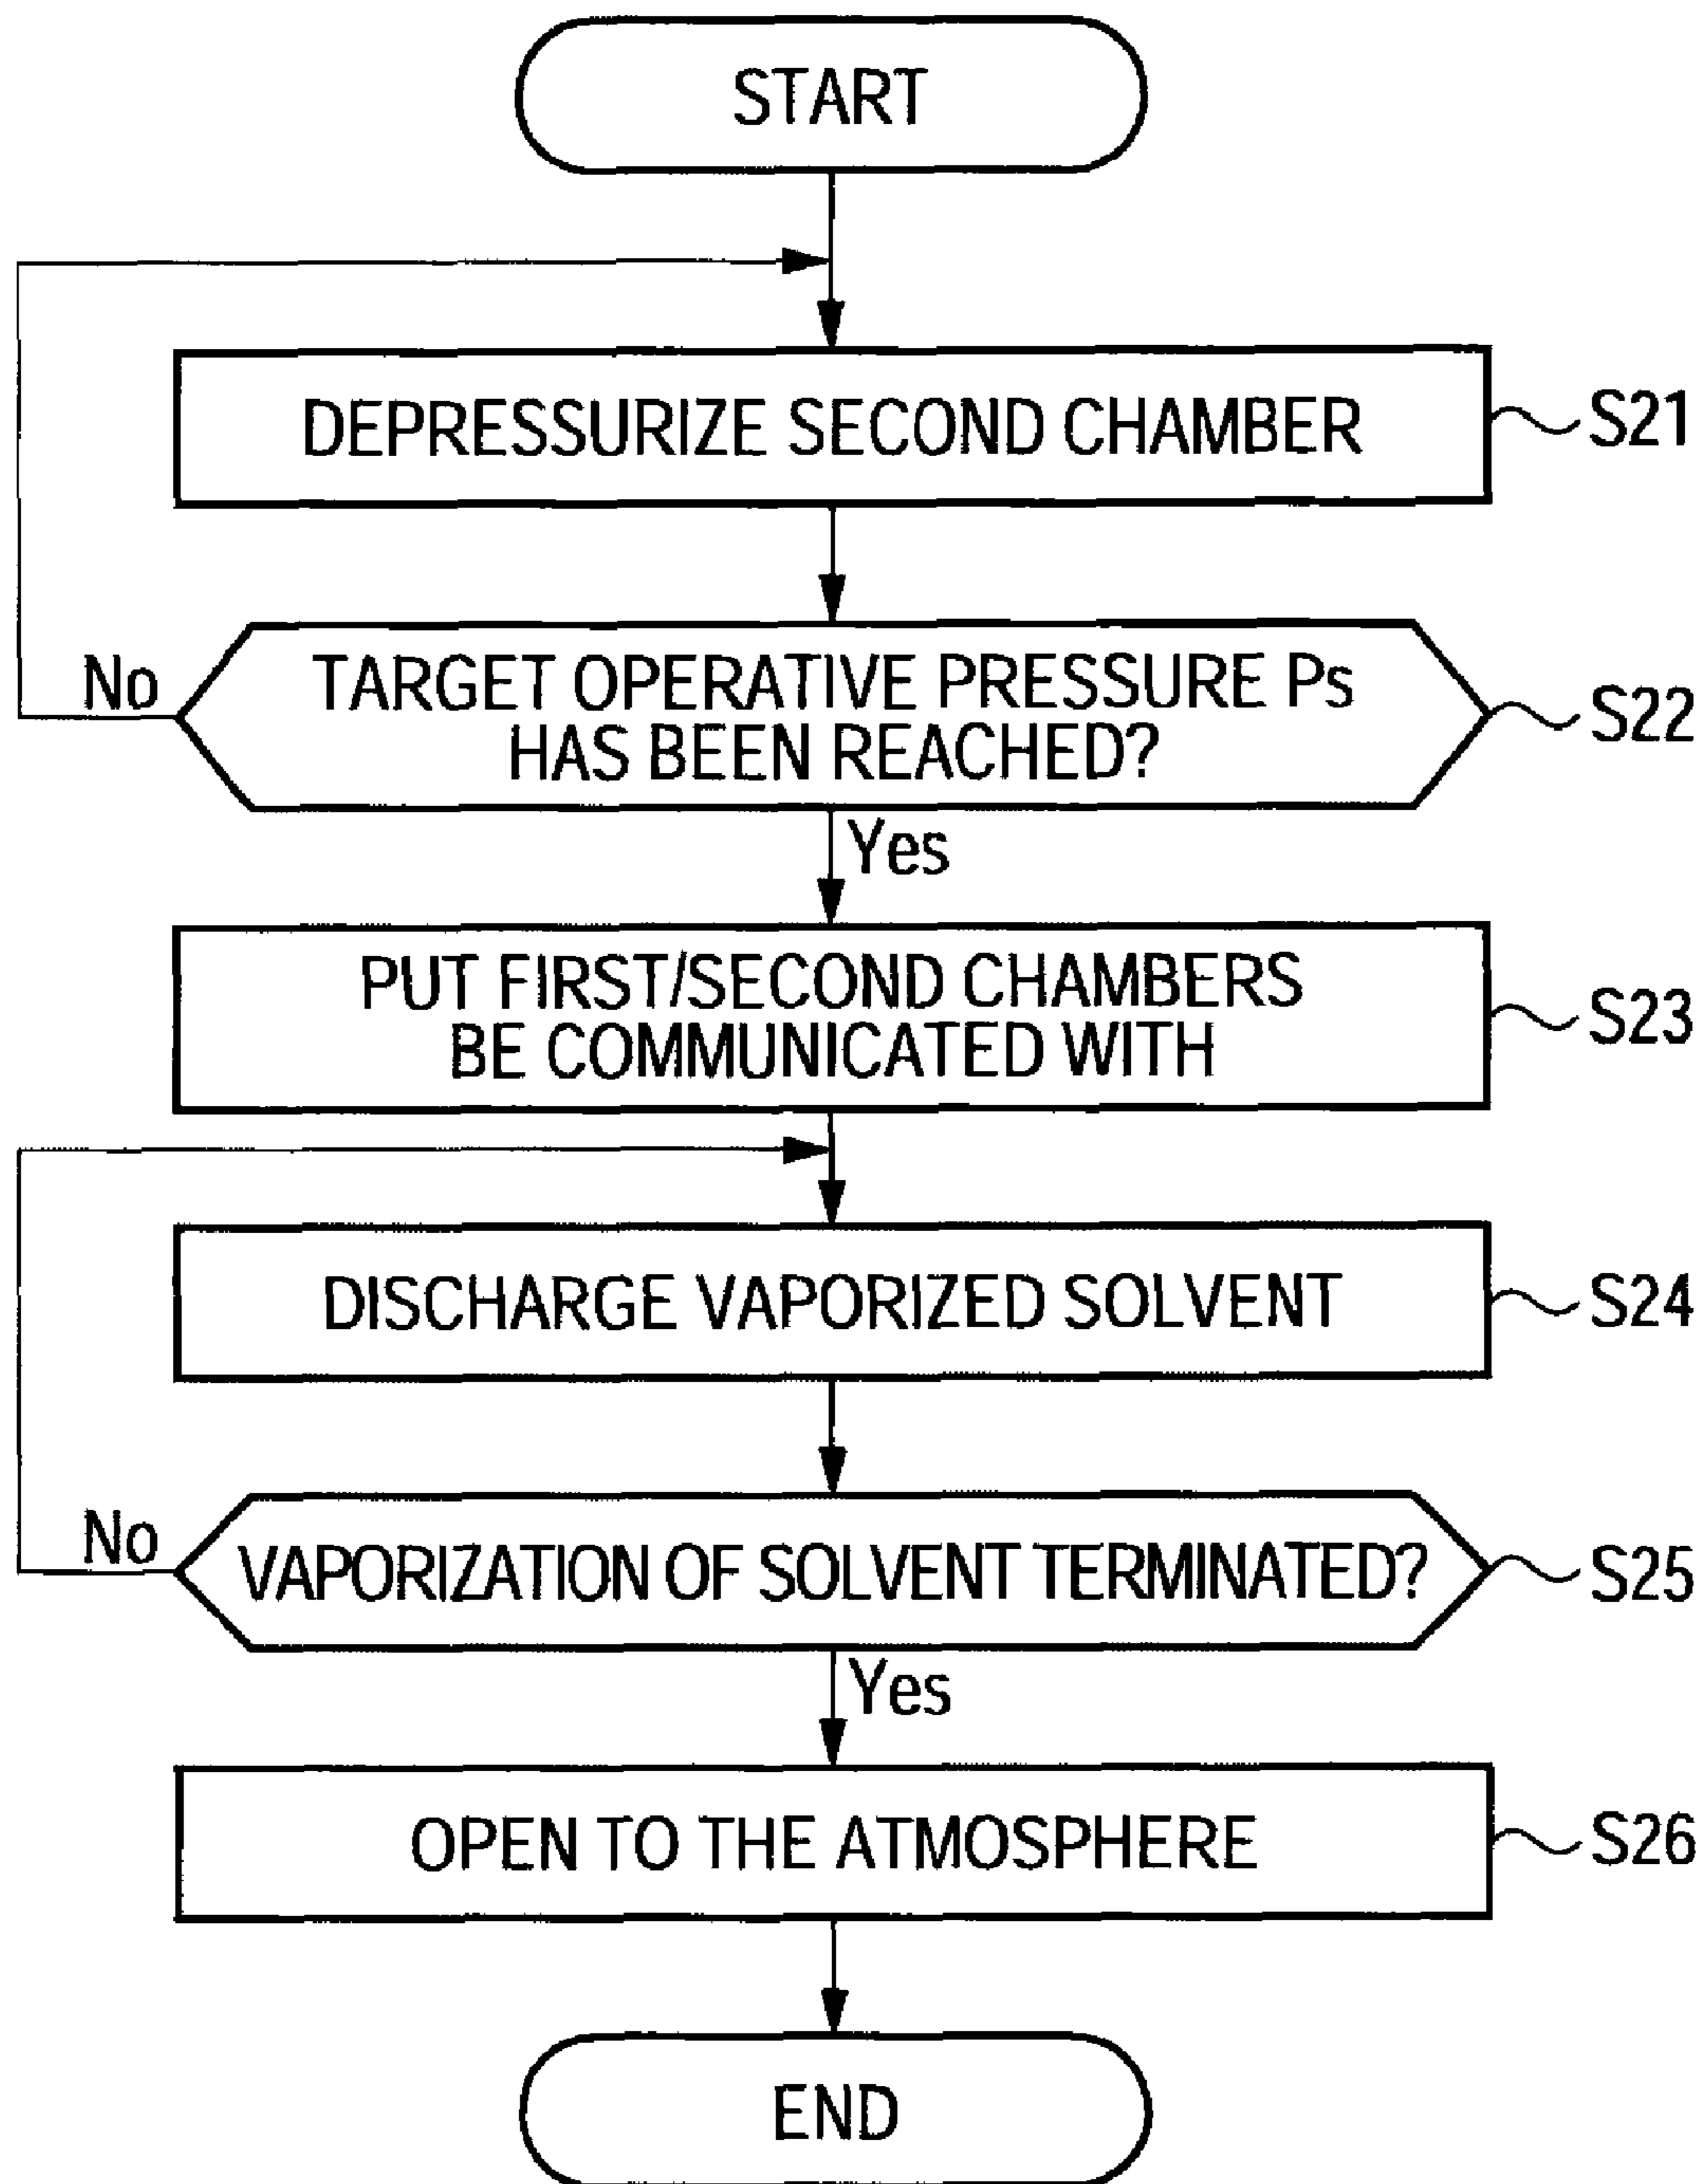 START
DEPRESSURIZE SECOND CHAMBER
S21
No
TARGET OPERATIVE PRESSURE Ps
HAS BEEN REACHED?
S22
Yes
PUT FIRST/SECOND CHAMBERS
BE COMMUNICATED WITH
S23
DISCHARGE VAPORIZED SOLVENT
S24
No
VAPORIZATION OF SOLVENT TERMINATED?
S25
Yes
OPEN TO THE ATMOSPHERE
S26
END